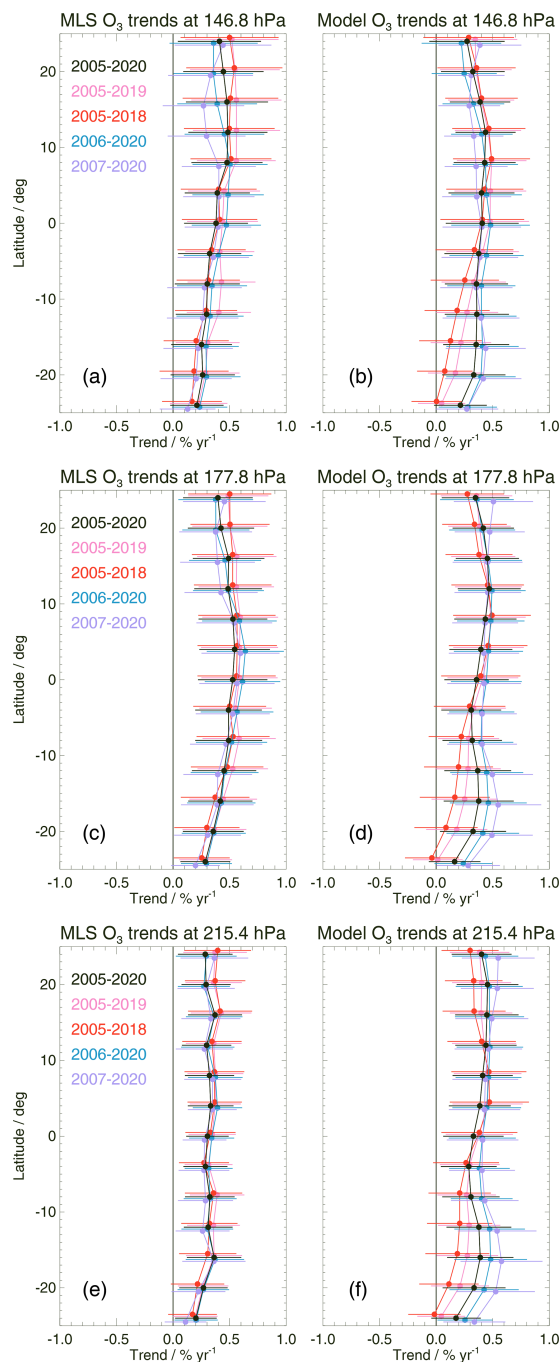 MLS O3 trends at 146.8 hPa
Model O3 trends at 146.8 hPa
2005-2020
2005-2019
2005-2018
2006-2020
2007-2020
Latitude / deg
20
10
0
-10
-20
(a)
(b)
-1.0 -0.5 0.0 0.5 1.0
-1.0 -0.5 0.0 0.5 1.0
Trend / % yr-1
Trend / % yr-1
MLS O3 trends at 177.8 hPa
Model O3 trends at 177.8 hPa
2005-2020
2005-2019
2005-2018
2006-2020
2007-2020
Latitude / deg
20
10
0
-10
-20
(c)
(d)
-1.0 -0.5 0.0 0.5 1.0
-1.0 -0.5 0.0 0.5 1.0
Trend / % yr-1
Trend / % yr-1
MLS O3 trends at 215.4 hPa
Model O3 trends at 215.4 hPa
2005-2020
2005-2019
2005-2018
2006-2020
2007-2020
Latitude / deg
20
10
0
-10
-20
(e)
(f)
-1.0 -0.5 0.0 0.5 1.0
-1.0 -0.5 0.0 0.5 1.0
Trend / % yr-1
Trend / % yr-1